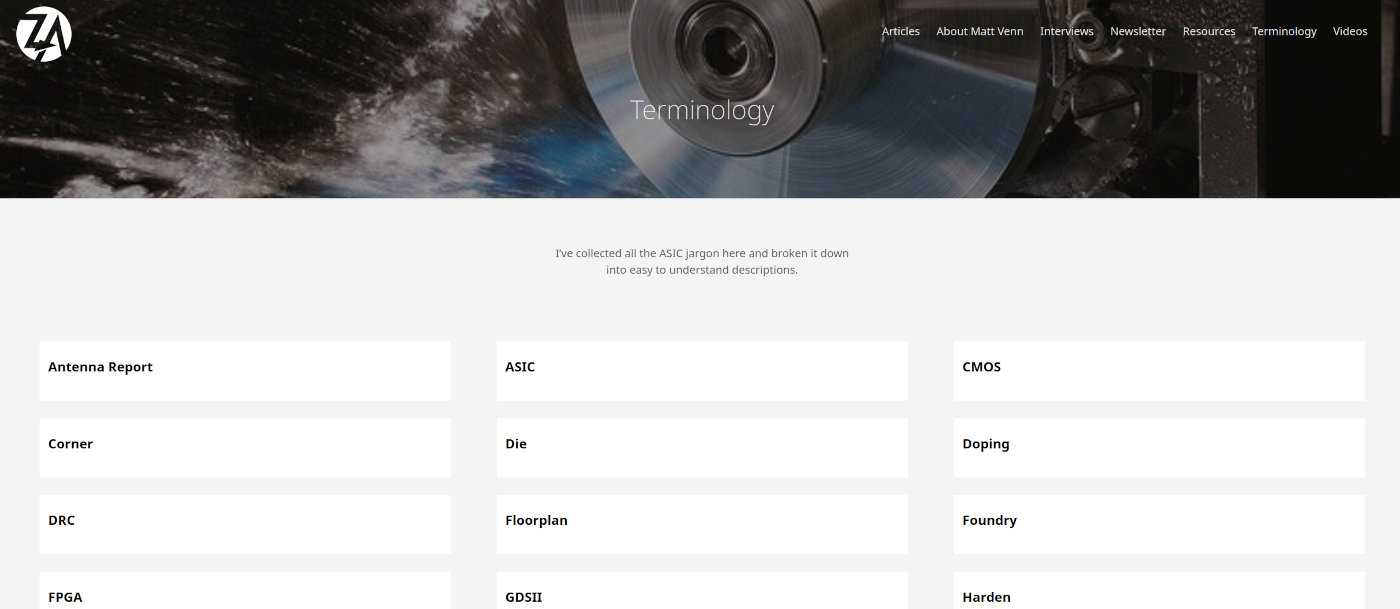 ZA
Articles About Matt Venn Interviews Newsletter Resources Terminology Videos
Terminology
I've collected all the ASIC jargon here and broken it down
into easy to understand descriptions.
Antenna Report ASIC CMOS
Corner Die Doping
DRC Floorplan Foundry
FPGA GDSII Harden